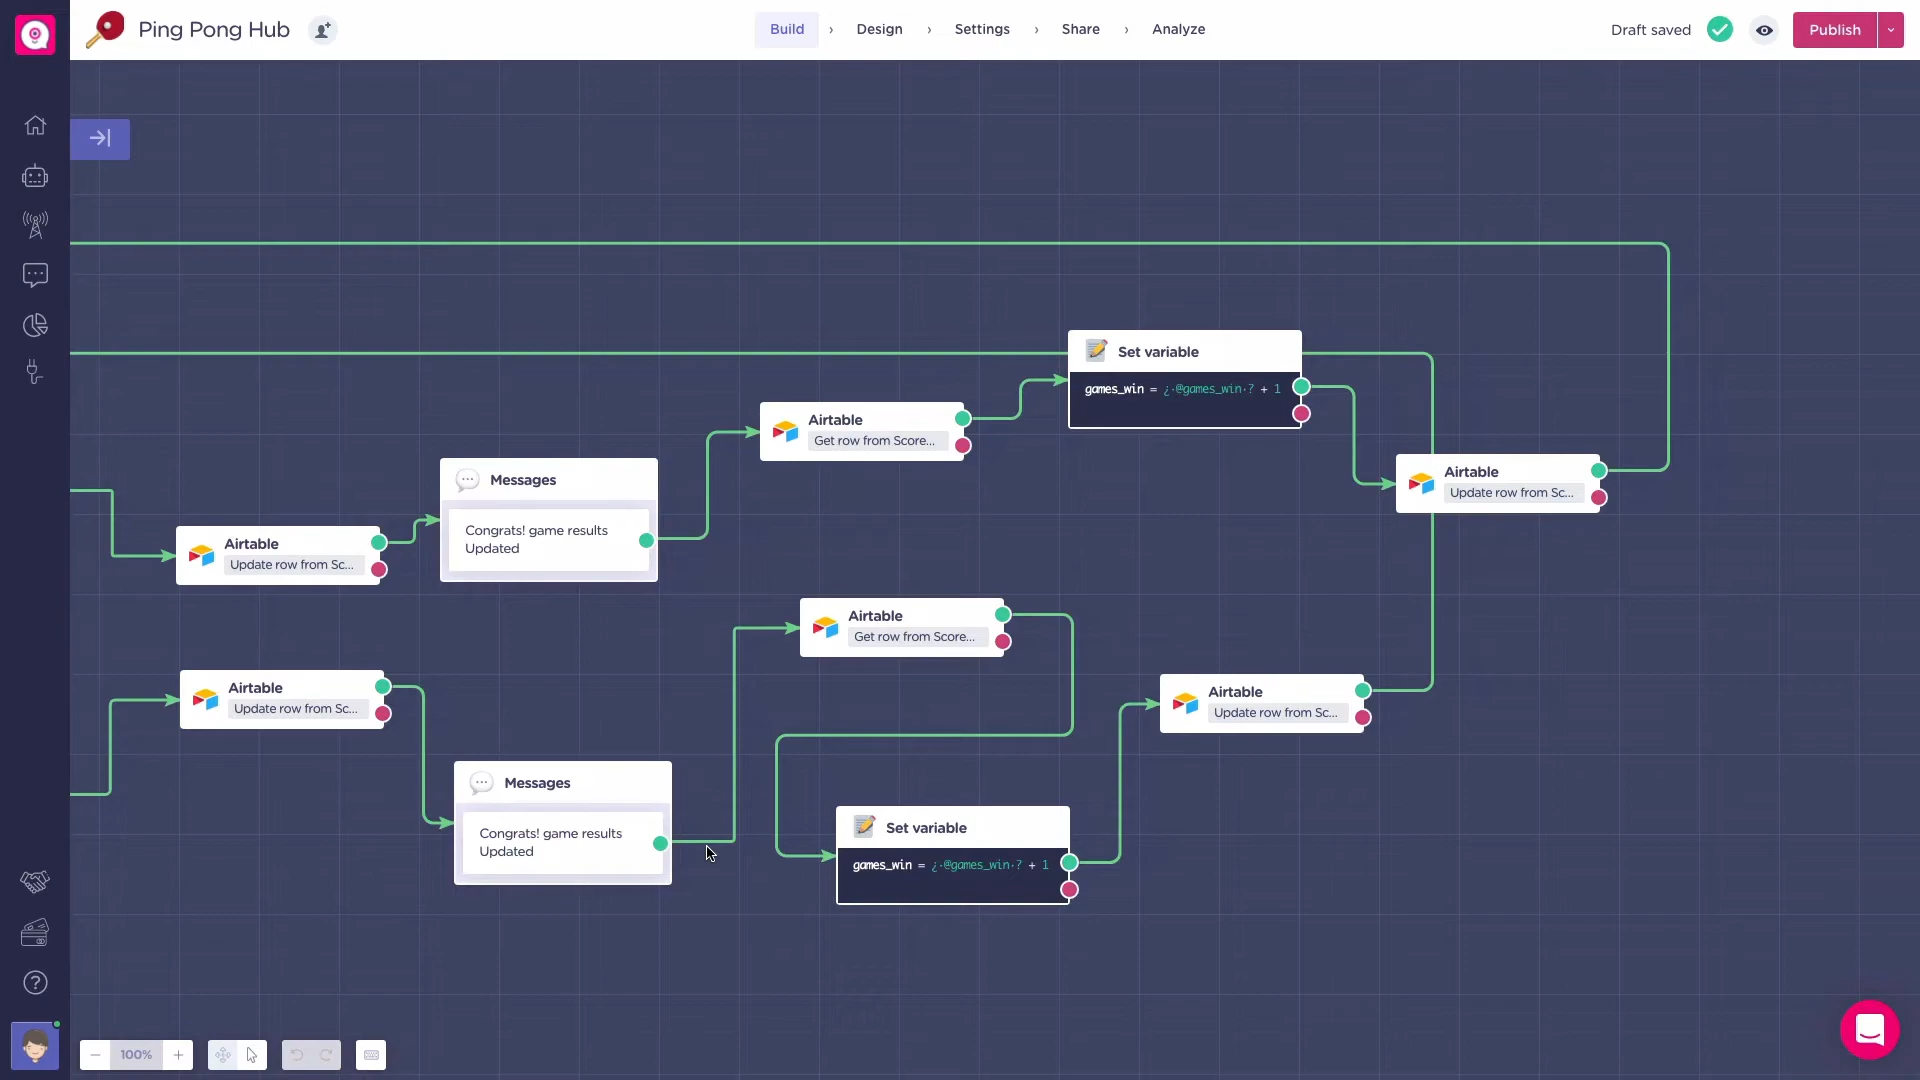 Ping Pong Hub
Build
Design
Settings
Share
Analyze
Draft saved
Publish
Set variable
games_win = ¿·@games_win·? + 1
Airtable
Get row from Score...
Airtable
Update row from Sc...
Messages
Congrats! game results
Updated
Airtable
Update row from Sc...
Airtable
Get row from Score...
Airtable
Update row from Sc...
Airtable
Update row from Sc...
Messages
Congrats! game results
Updated
Set variable
games_win = ¿·@games_win·? + 1
100%